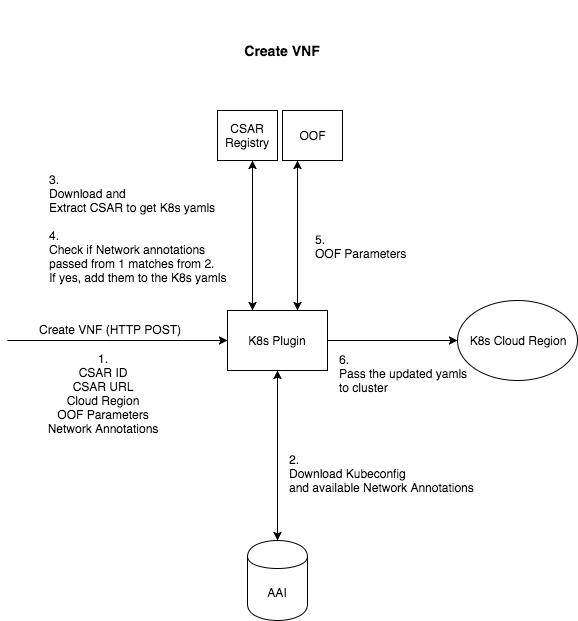 Create VNF
CSAR
Registry
OOF
3.
Download and
Extract CSAR to get K8s yamls
4.
Check if Network annotations
passed from 1 matches from 2.
If yes, add them to the K8s yamls
5.
OOF Parameters
Create VNF (HTTP POST)
K8s Plugin
K8s Cloud Region
1.
CSAR ID
CSAR URL
Cloud Region
OOF Parameters
Network Annotations
6.
Pass the updated yamls
to cluster
2.
Download Kubeconfig
and available Network Annotations
AAI